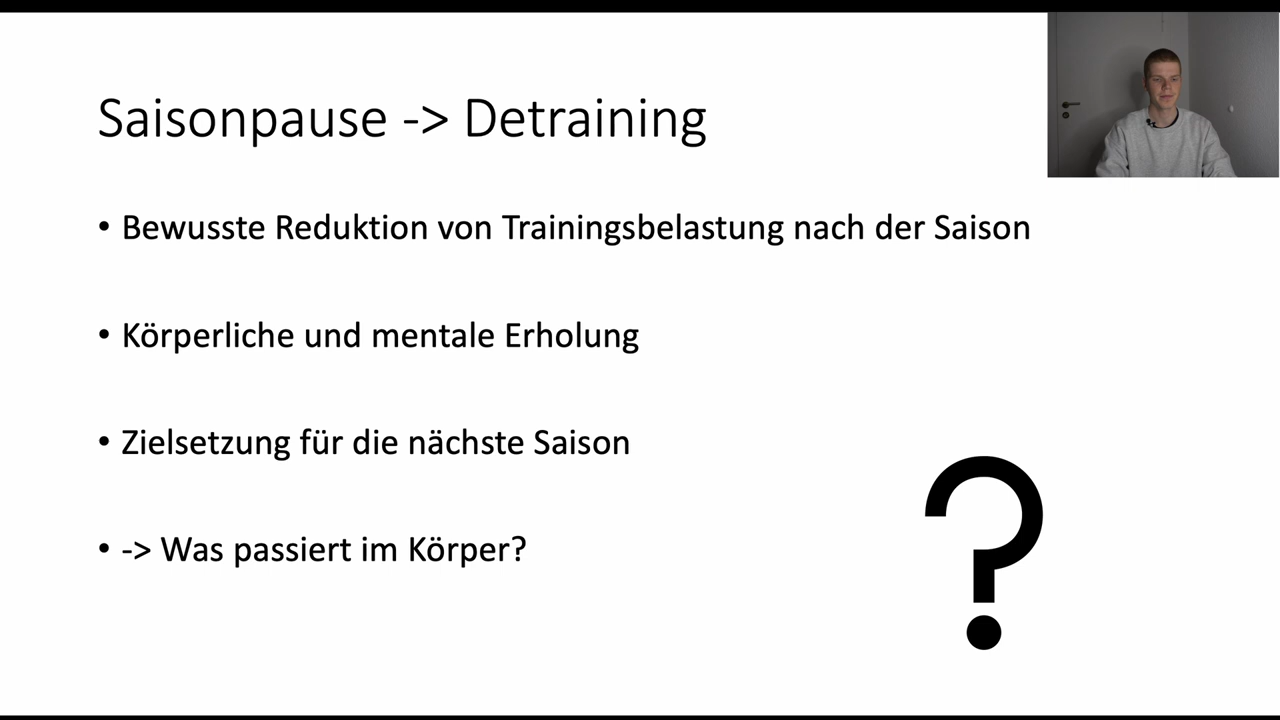 Saisonpause -> Detraining
• Bewusste Reduktion von Trainingsbelastung nach der Saison
• Körperliche und mentale Erholung
• Zielsetzung für die nächste Saison
• -> Was passiert im Körper?
?